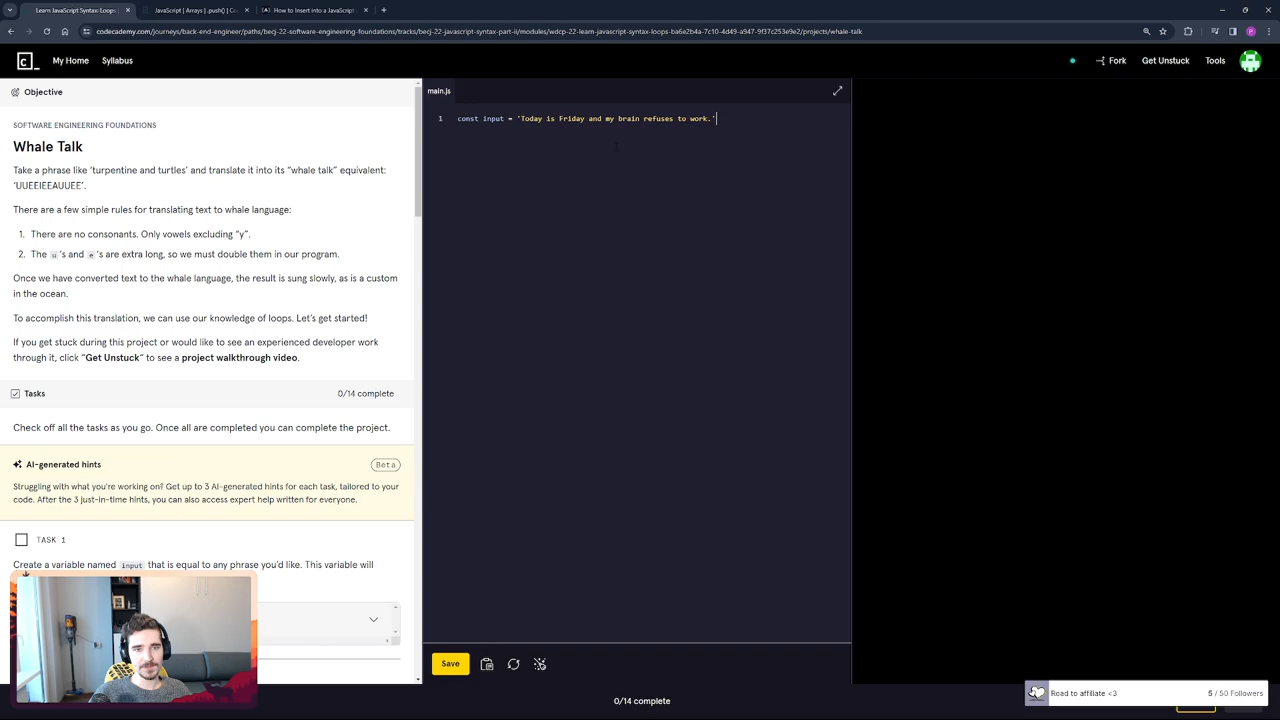 Learn JavaScript Syntax: Loops
JavaScript | Arrays | .push() | Co
How to Insert into a JavaScript
codecademy.com/journeys/back-end-engineer/paths/becj-22-software-engineering-foundations/tracks/becj-22-javascript-syntax-part-ii/modules/wdcp-22-learn-javascript-syntax-loops-ba6e2b4a-7c10-4d49-a947-9f37c253e9e2/projects/whale-talk
My Home
Syllabus
Fork
Get Unstuck
Tools
Objective
SOFTWARE ENGINEERING FOUNDATIONS
Whale Talk
Take a phrase like ‘turpentine and turtles’ and translate it into its “whale talk” equivalent:
‘UUEEIEEAUUEE’.
There are a few simple rules for translating text to whale language:
1. There are no consonants. Only vowels excluding “y”.
2. The u ‘s and e ‘s are extra long, so we must double them in our program.
Once we have converted text to the whale language, the result is sung slowly, as is a custom
in the ocean.
To accomplish this translation, we can use our knowledge of loops. Let’s get started!
If you get stuck during this project or would like to see an experienced developer work
through it, click “Get Unstuck“ to see a project walkthrough video.
Tasks
0/14 complete
Check off all the tasks as you go. Once all are completed you can complete the project.
AI-generated hints
Beta
Struggling with what you're working on? Get up to 3 AI-generated hints for each task, tailored to your
code. After the 3 just-in-time hints, you can also access expert help written for everyone.
TASK 1
Create a variable named input that is equal to any phrase you’d like. This variable will
main.js
1 const input = 'Today is Friday and my brain refuses to work.'
Save
0/14 complete
Road to affiliate <3
5 / 50 Followers